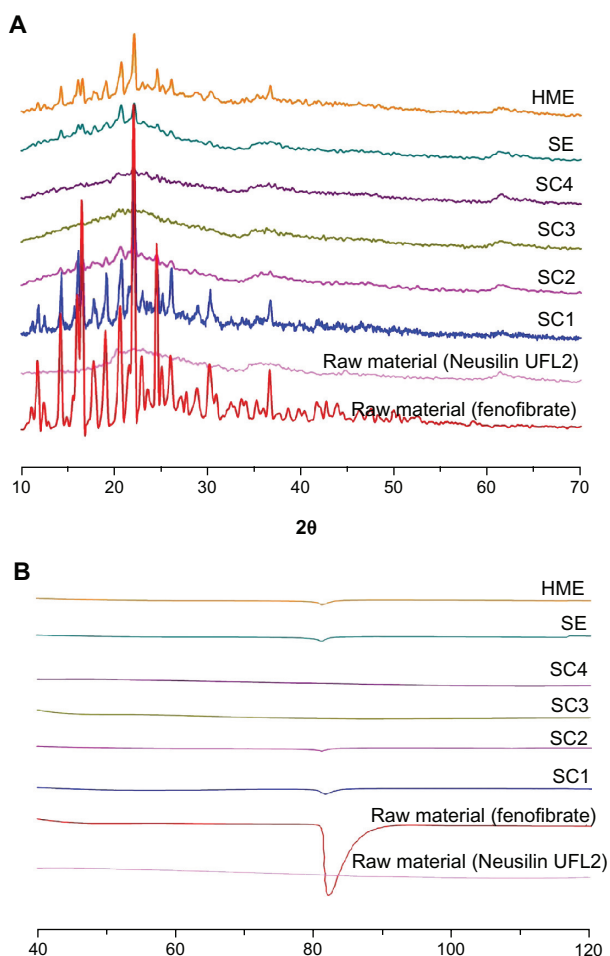 A
HME
SE
SC4
SC3
SC2
SC1
Raw material (Neusilin UFL2)
Raw material (fenofibrate)
10 20 30 40 50 60 70
2θ
B
HME
SE
SC4
SC3
SC2
SC1
Raw material (fenofibrate)
Raw material (Neusilin UFL2)
40 60 80 100 120